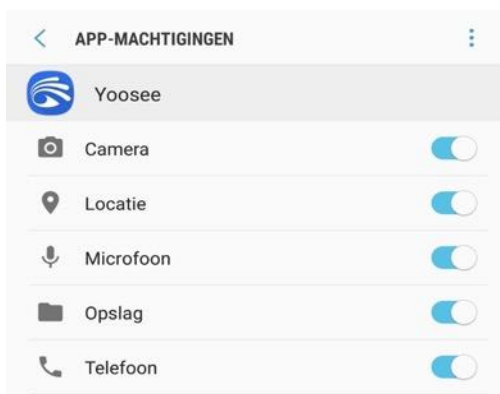 APP-MACHTIGINGEN
Yoosee
Camera
Locatie
Microfoon
Opslag
Telefoon